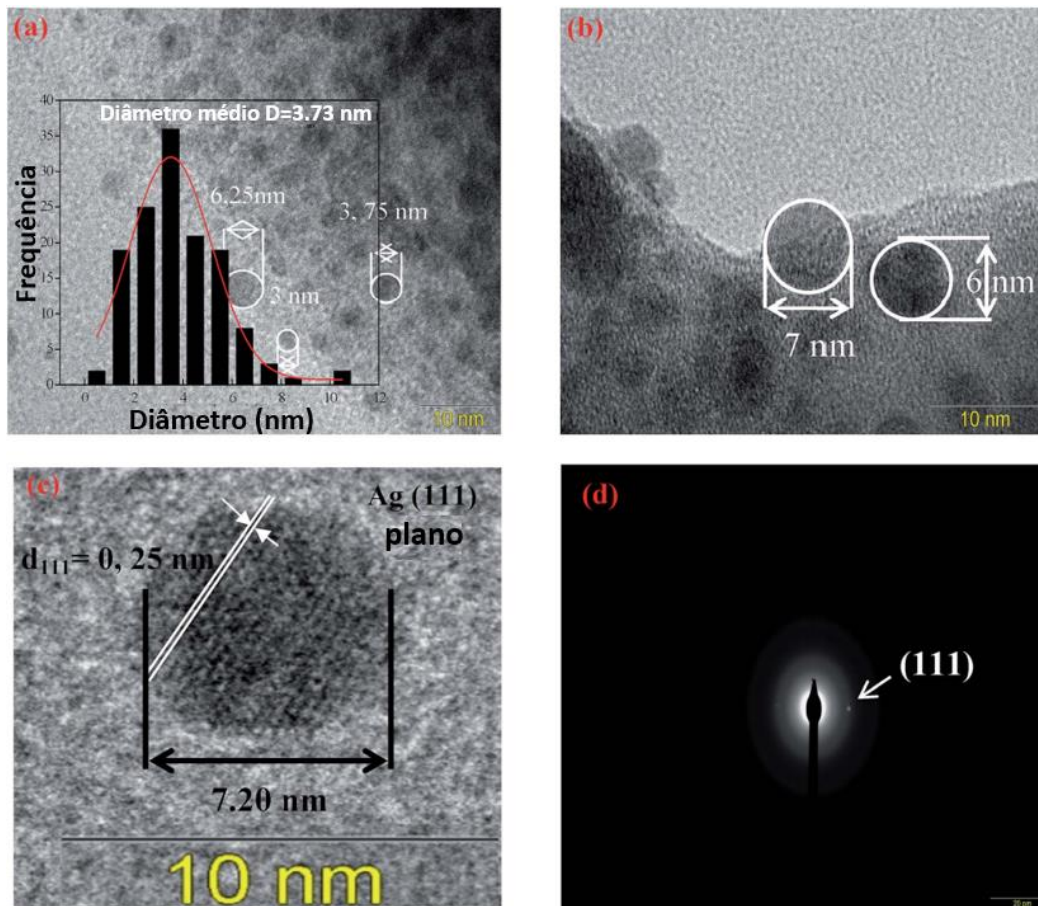 (a)
Diâmetro médio D=3.73 nm
Frequência
40
35
30
25
20
15
10
5
0
6,25nm
3, 75 nm
3 nm
0 2 4 6 8 10 12
Diâmetro (nm)
10 nm
(b)
7 nm
6 nm
10 nm
(c)
Ag (111)
plano
d111= 0, 25 nm
7.20 nm
10 nm
(d)
(111)
20 nm